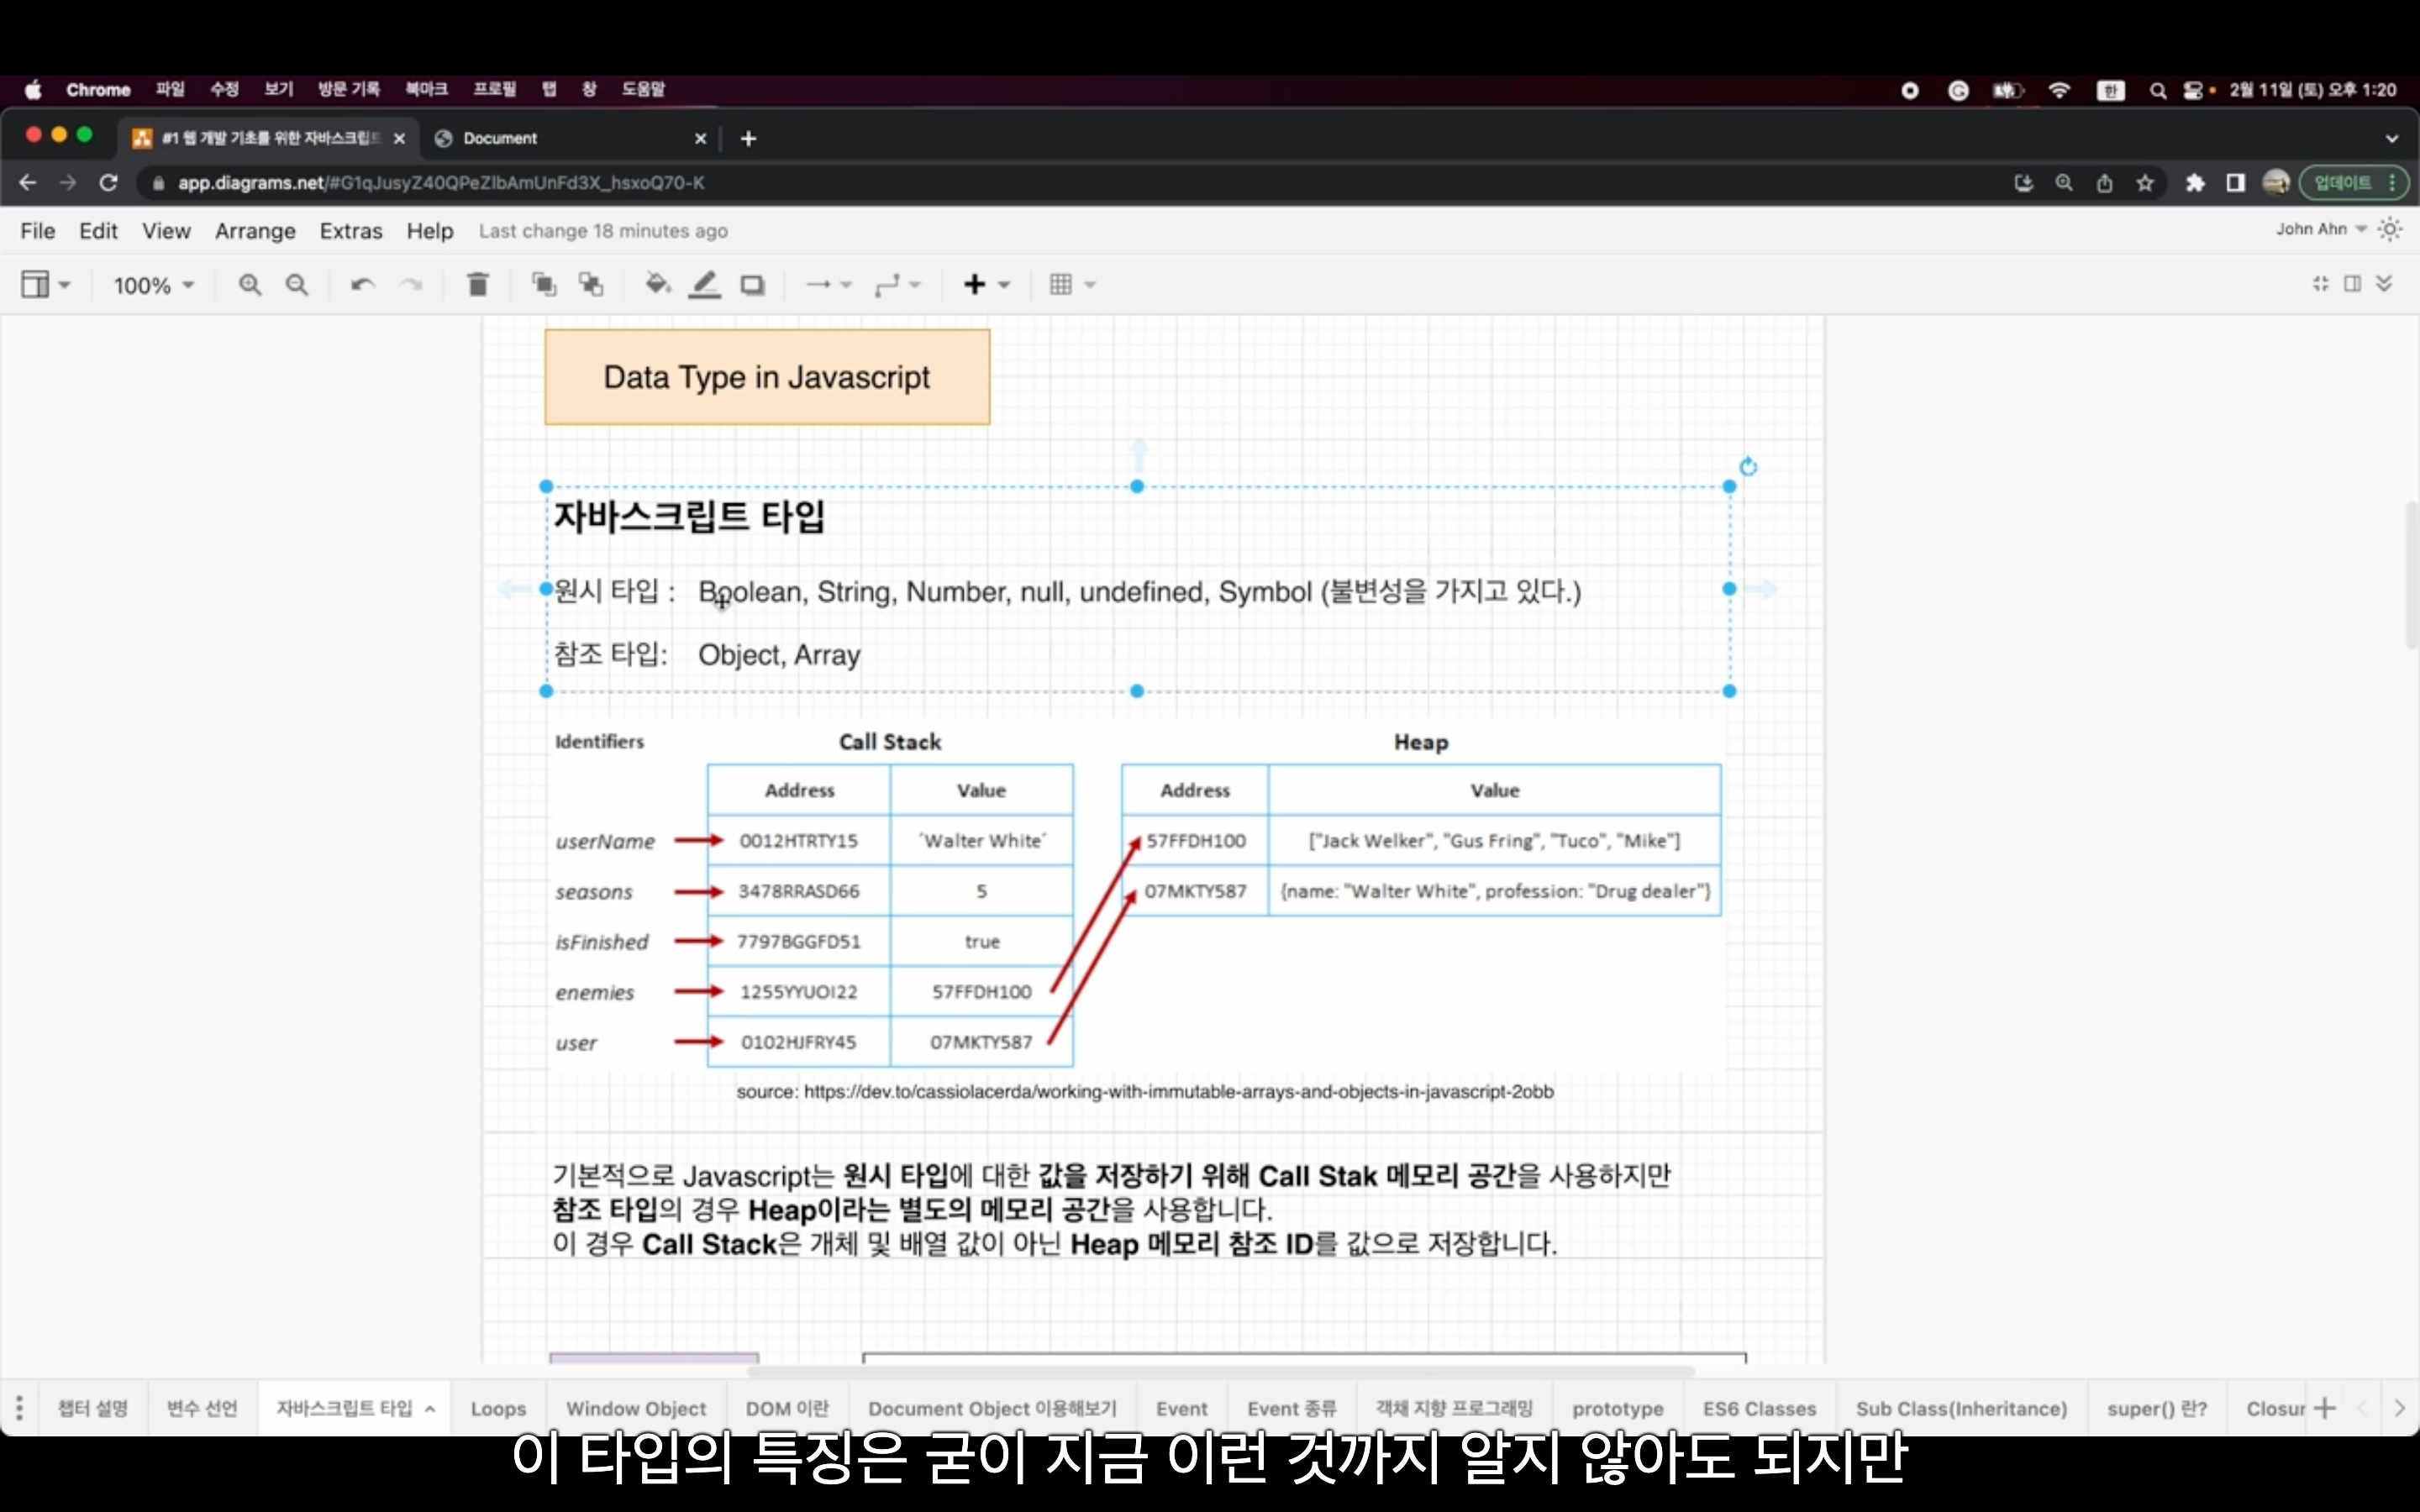 Chrome 파일 수정 보기 방문 기록 북마크 프로필 탭 창 도움말 한 2월 11일 (토) 오후 1:20
#1 웹 개발 기초를 위한 자바스크립트 Document
app.diagrams.net/#G1qJusyZ40QPeZlbAmUnFd3X_hsxoQ70-K 업데이트
File Edit View Arrange Extras Help Last change 18 minutes ago John Ahn
100%
Data Type in Javascript
자바스크립트 타입
원시 타입 : Boolean, String, Number, null, undefined, Symbol (불변성을 가지고 있다.)
참조 타입: Object, Array
Identifiers Call Stack Heap
Address Value Address Value
userName 0012HTRTY15 ´Walter White´ 57FFDH100 ["Jack Welker", "Gus Fring", "Tuco", "Mike"]
seasons 3478RRASD66 5 07MKTY587 {name: "Walter White", profession: "Drug dealer"}
isFinished 7797BGGFD51 true
enemies 1255YYUOI22 57FFDH100
user 0102HJFRY45 07MKTY587
source: https://dev.to/cassiolacerda/working-with-immutable-arrays-and-objects-in-javascript-2obb
기본적으로 Javascript는 원시 타입에 대한 값을 저장하기 위해 Call Stak 메모리 공간을 사용하지만
참조 타입의 경우 Heap이라는 별도의 메모리 공간을 사용합니다.
이 경우 Call Stack은 개체 및 배열 값이 아닌 Heap 메모리 참조 ID를 값으로 저장합니다.
챕터 설명 변수 선언 자바스크립트 타입 Loops Window Object DOM 이란 Document Object 이용해보기 Event Event 종류 객채 지향 프로그래밍 prototype ES6 Classes Sub Class(Inheritance) super() 란? Closur
이 타입의 특징은 굳이 지금 이런 것까지 알지 않아도 되지만